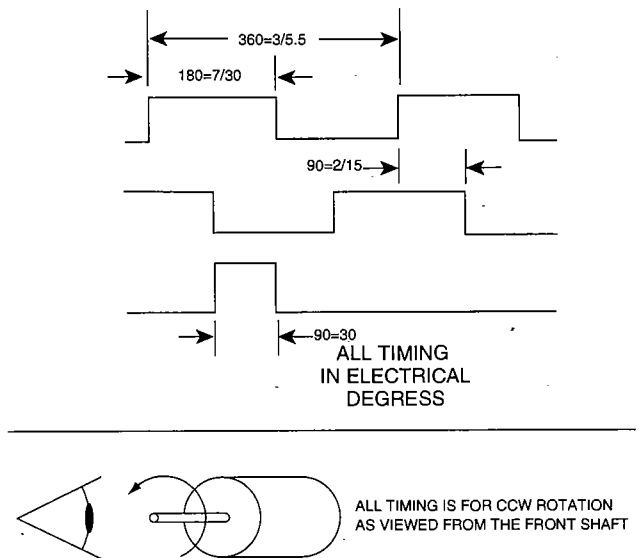 360=3/5.5
180=7/30
90=2/15
90=30
ALL TIMING
IN ELECTRICAL
DEGRESS
ALL TIMING IS FOR CCW ROTATION
AS VIEWED FROM THE FRONT SHAFT